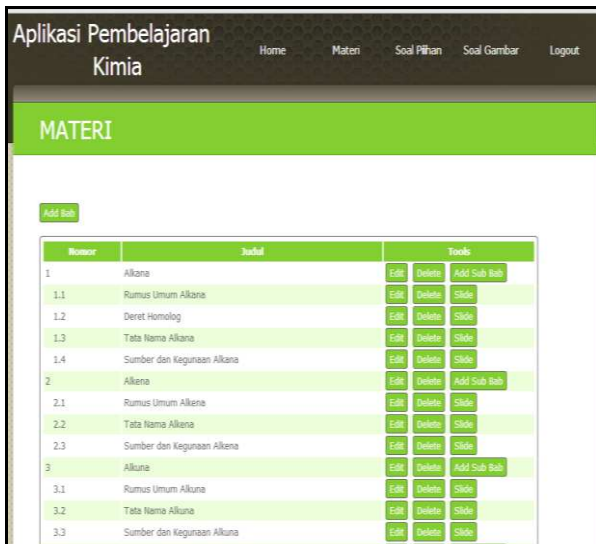 Aplikasi Pembelajaran
Kimia
Home Materi Soal Pilihan Soal Gambar Logout
MATERI
Add Bab
Nomor Judul Tools
1 Alkana Edit Delete Add Sub Bab
1.1 Rumus Umum Alkana Edit Delete Slide
1.2 Deret Homolog Edit Delete Slide
1.3 Tata Nama Alkana Edit Delete Slide
1.4 Sumber dan Kegunaan Alkana Edit Delete Slide
2 Alkena Edit Delete Add Sub Bab
2.1 Rumus Umum Alkena Edit Delete Slide
2.2 Tata Nama Alkena Edit Delete Slide
2.3 Sumber dan Kegunaan Alkena Edit Delete Slide
3 Alkuna Edit Delete Add Sub Bab
3.1 Rumus Umum Alkuna Edit Delete Slide
3.2 Tata Nama Alkuna Edit Delete Slide
3.3 Sumber dan Kegunaan Alkuna Edit Delete Slide